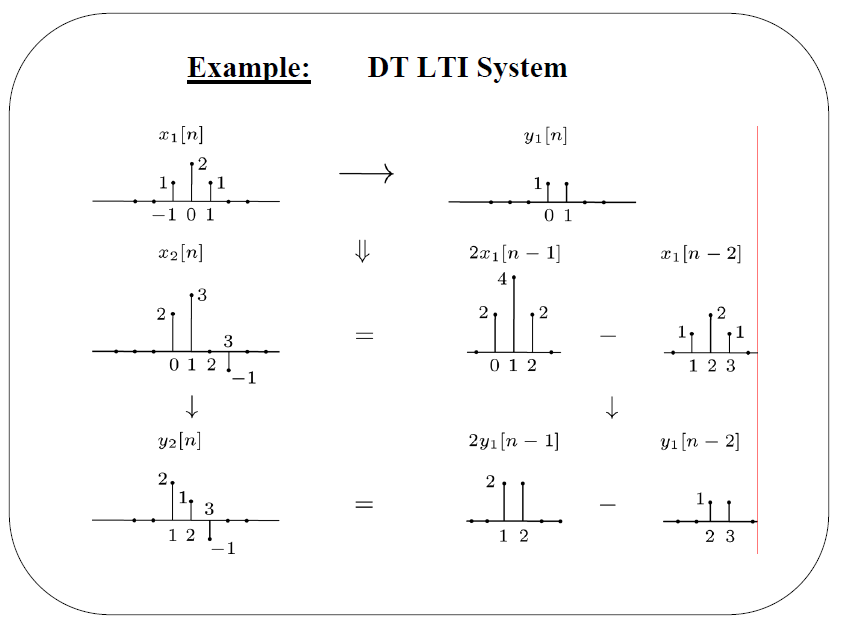 Example: DT LTI System
x₁[n] y₁[n]
1 2 1 ⟶ 1
−1 0 1 0 1
x₂[n] ⇓ 2x₁[n − 1] x₁[n − 2]
2 3 3 = 2 4 2 − 1 2 1
0 1 2 −1 0 1 2 1 2 3
↓ ↓
y₂[n] 2y₁[n − 1] y₁[n − 2]
2 1 3 = 2 − 1
1 2 −1 1 2 2 3